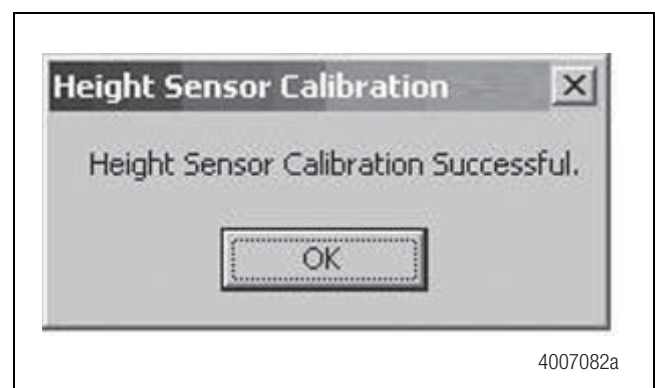 Height Sensor Calibration
Height Sensor Calibration Successful.
OK
4007082a